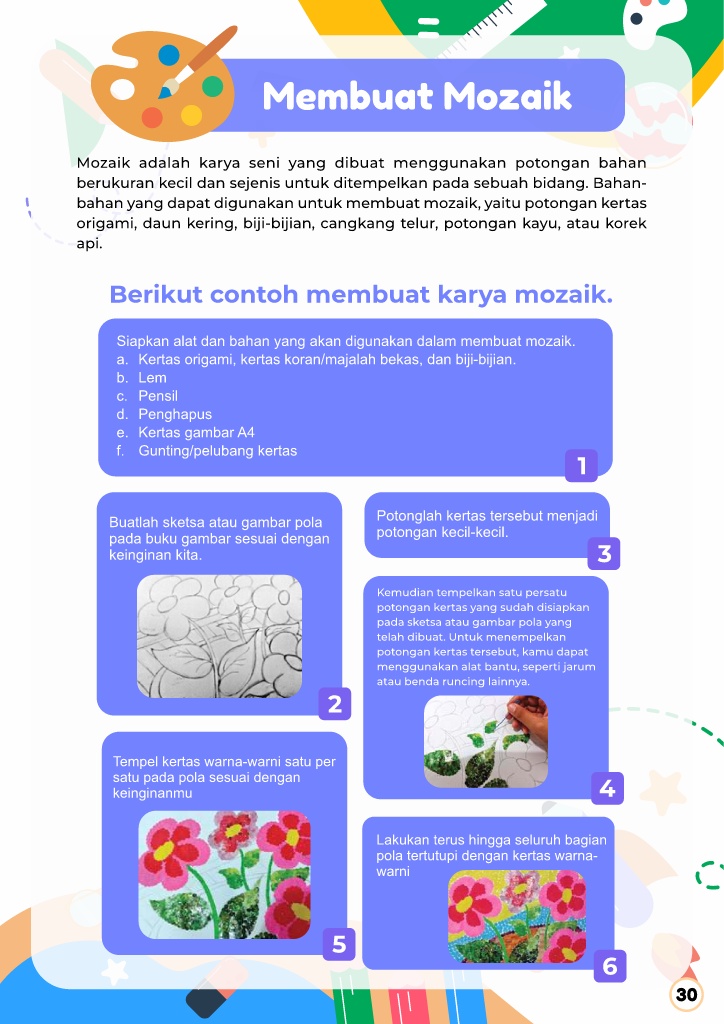 Membuat Mozaik
Mozaik adalah karya seni yang dibuat menggunakan potongan bahan
berukuran kecil dan sejenis untuk ditempelkan pada sebuah bidang. Bahan-
bahan yang dapat digunakan untuk membuat mozaik, yaitu potongan kertas
origami, daun kering, biji-bijian, cangkang telur, potongan kayu, atau korek
api.
Berikut contoh membuat karya mozaik.
Siapkan alat dan bahan yang akan digunakan dalam membuat mozaik.
a. Kertas origami, kertas koran/majalah bekas, dan biji-bijian.
b. Lem
c. Pensil
d. Penghapus
e. Kertas gambar A4
f. Gunting/pelubang kertas
1
Buatlah sketsa atau gambar pola
pada buku gambar sesuai dengan
keinginan kita.
2
Potonglah kertas tersebut menjadi
potongan kecil-kecil.
3
Kemudian tempelkan satu persatu
potongan kertas yang sudah disiapkan
pada sketsa atau gambar pola yang
telah dibuat. Untuk menempelkan
potongan kertas tersebut, kamu dapat
menggunakan alat bantu, seperti jarum
atau benda runcing lainnya.
4
Tempel kertas warna-warni satu per
satu pada pola sesuai dengan
keinginanmu
5
Lakukan terus hingga seluruh bagian
pola tertutupi dengan kertas warna-
warni
6
30